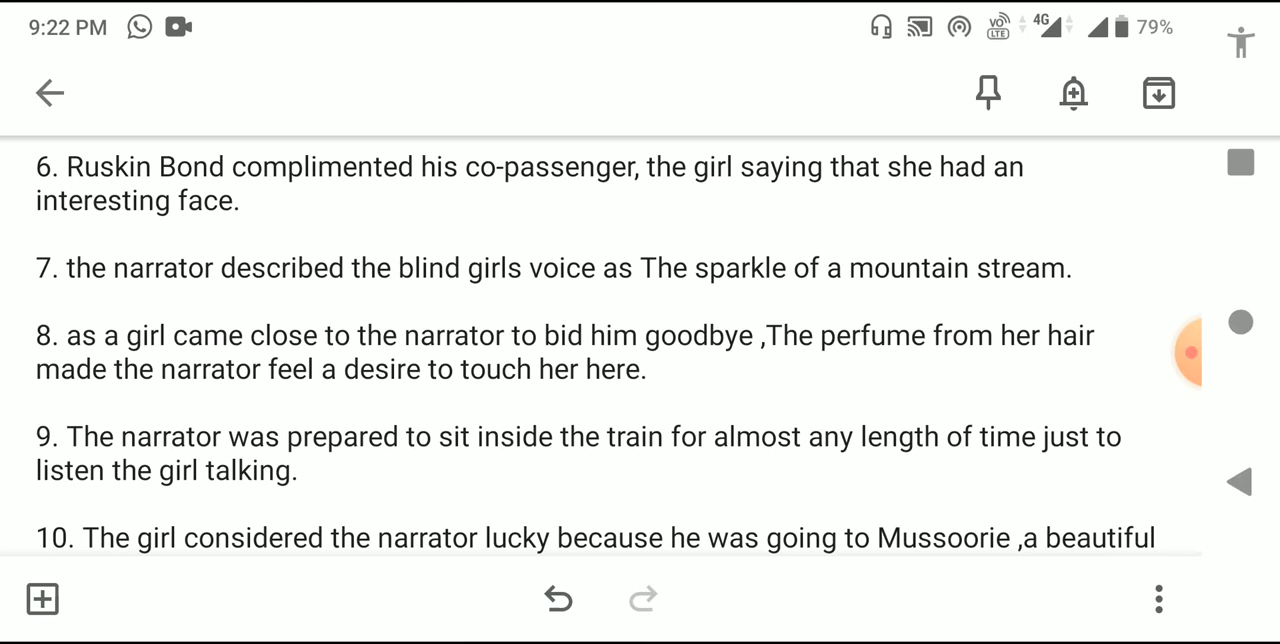 9:22 PM
VO LTE 4G 79%
6. Ruskin Bond complimented his co-passenger, the girl saying that she had an
interesting face.
7. the narrator described the blind girls voice as The sparkle of a mountain stream.
8. as a girl came close to the narrator to bid him goodbye ,The perfume from her hair
made the narrator feel a desire to touch her here.
9. The narrator was prepared to sit inside the train for almost any length of time just to
listen the girl talking.
10. The girl considered the narrator lucky because he was going to Mussoorie ,a beautiful